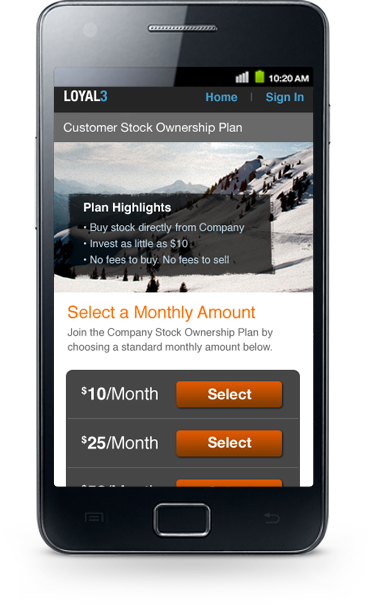 10:20 AM
LOYAL3
Home | Sign In
Customer Stock Ownership Plan
Plan Highlights
• Buy stock directly from Company
• Invest as little as $10
• No fees to buy. No fees to sell
Select a Monthly Amount
Join the Company Stock Ownership Plan by
choosing a standard monthly amount below.
$10/Month Select
$25/Month Select